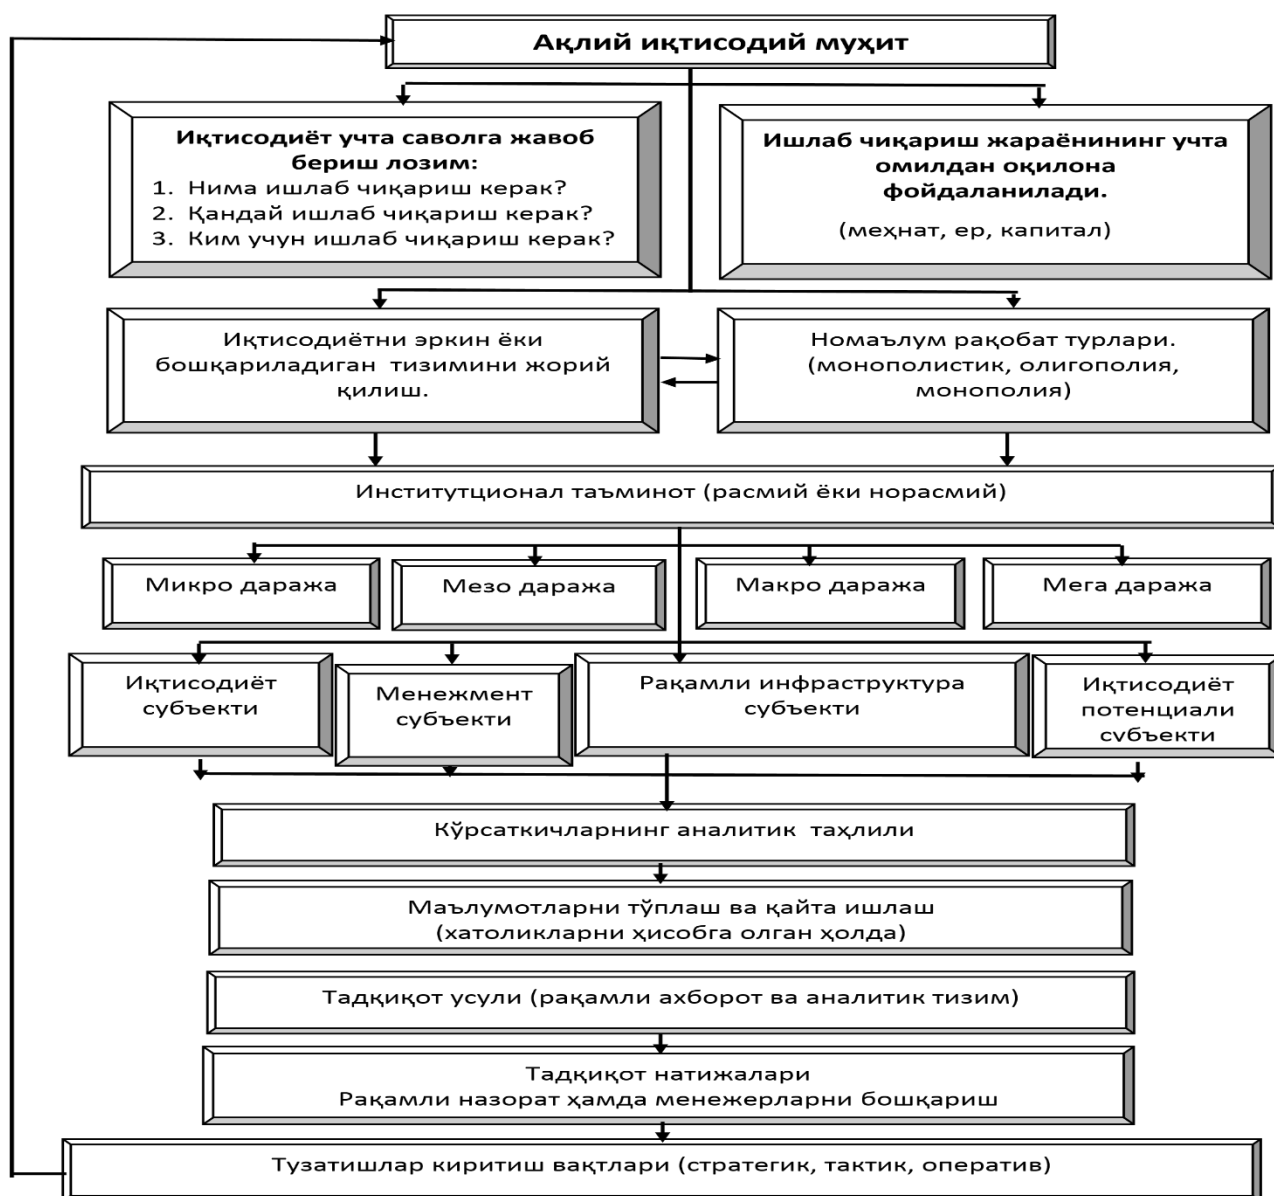 Ақлий иқтисодий муҳит
Иқтисодиёт учта саволга жавоб
бериш лозим:
1. Нима ишлаб чиқариш керак?
2. Қандай ишлаб чиқариш керак?
3. Ким учун ишлаб чиқариш керак?
Ишлаб чиқариш жараёнининг учта
омилдан оқилона
фойдаланилади.
(меҳнат, ер, капитал)
Иқтисодиётни эркин ёки
бошқариладиган тизимини жорий
қилиш.
Номаълум рақобат турлари.
(монополистик, олигополия,
монополия)
Институтционал таъминот (расмий ёки норасмий)
Микро даража
Мезо даража
Макро даража
Мега даража
Иқтисодиёт
субъекти
Менежмент
субъекти
Рақамли инфраструктура
субъекти
Иқтисодиёт
потенциали
субъекти
Кўрсаткичларнинг аналитик таҳлили
Маълумотларни тўплаш ва қайта ишлаш
(хатоликларни ҳисобга олган ҳолда)
Тадқиқот усули (рақамли ахборот ва аналитик тизим)
Тадқиқот натижалари
Рақамли назорат ҳамда менежерларни бошқариш
Тузатишлар киритиш вақтлари (стратегик, тактик, оператив)